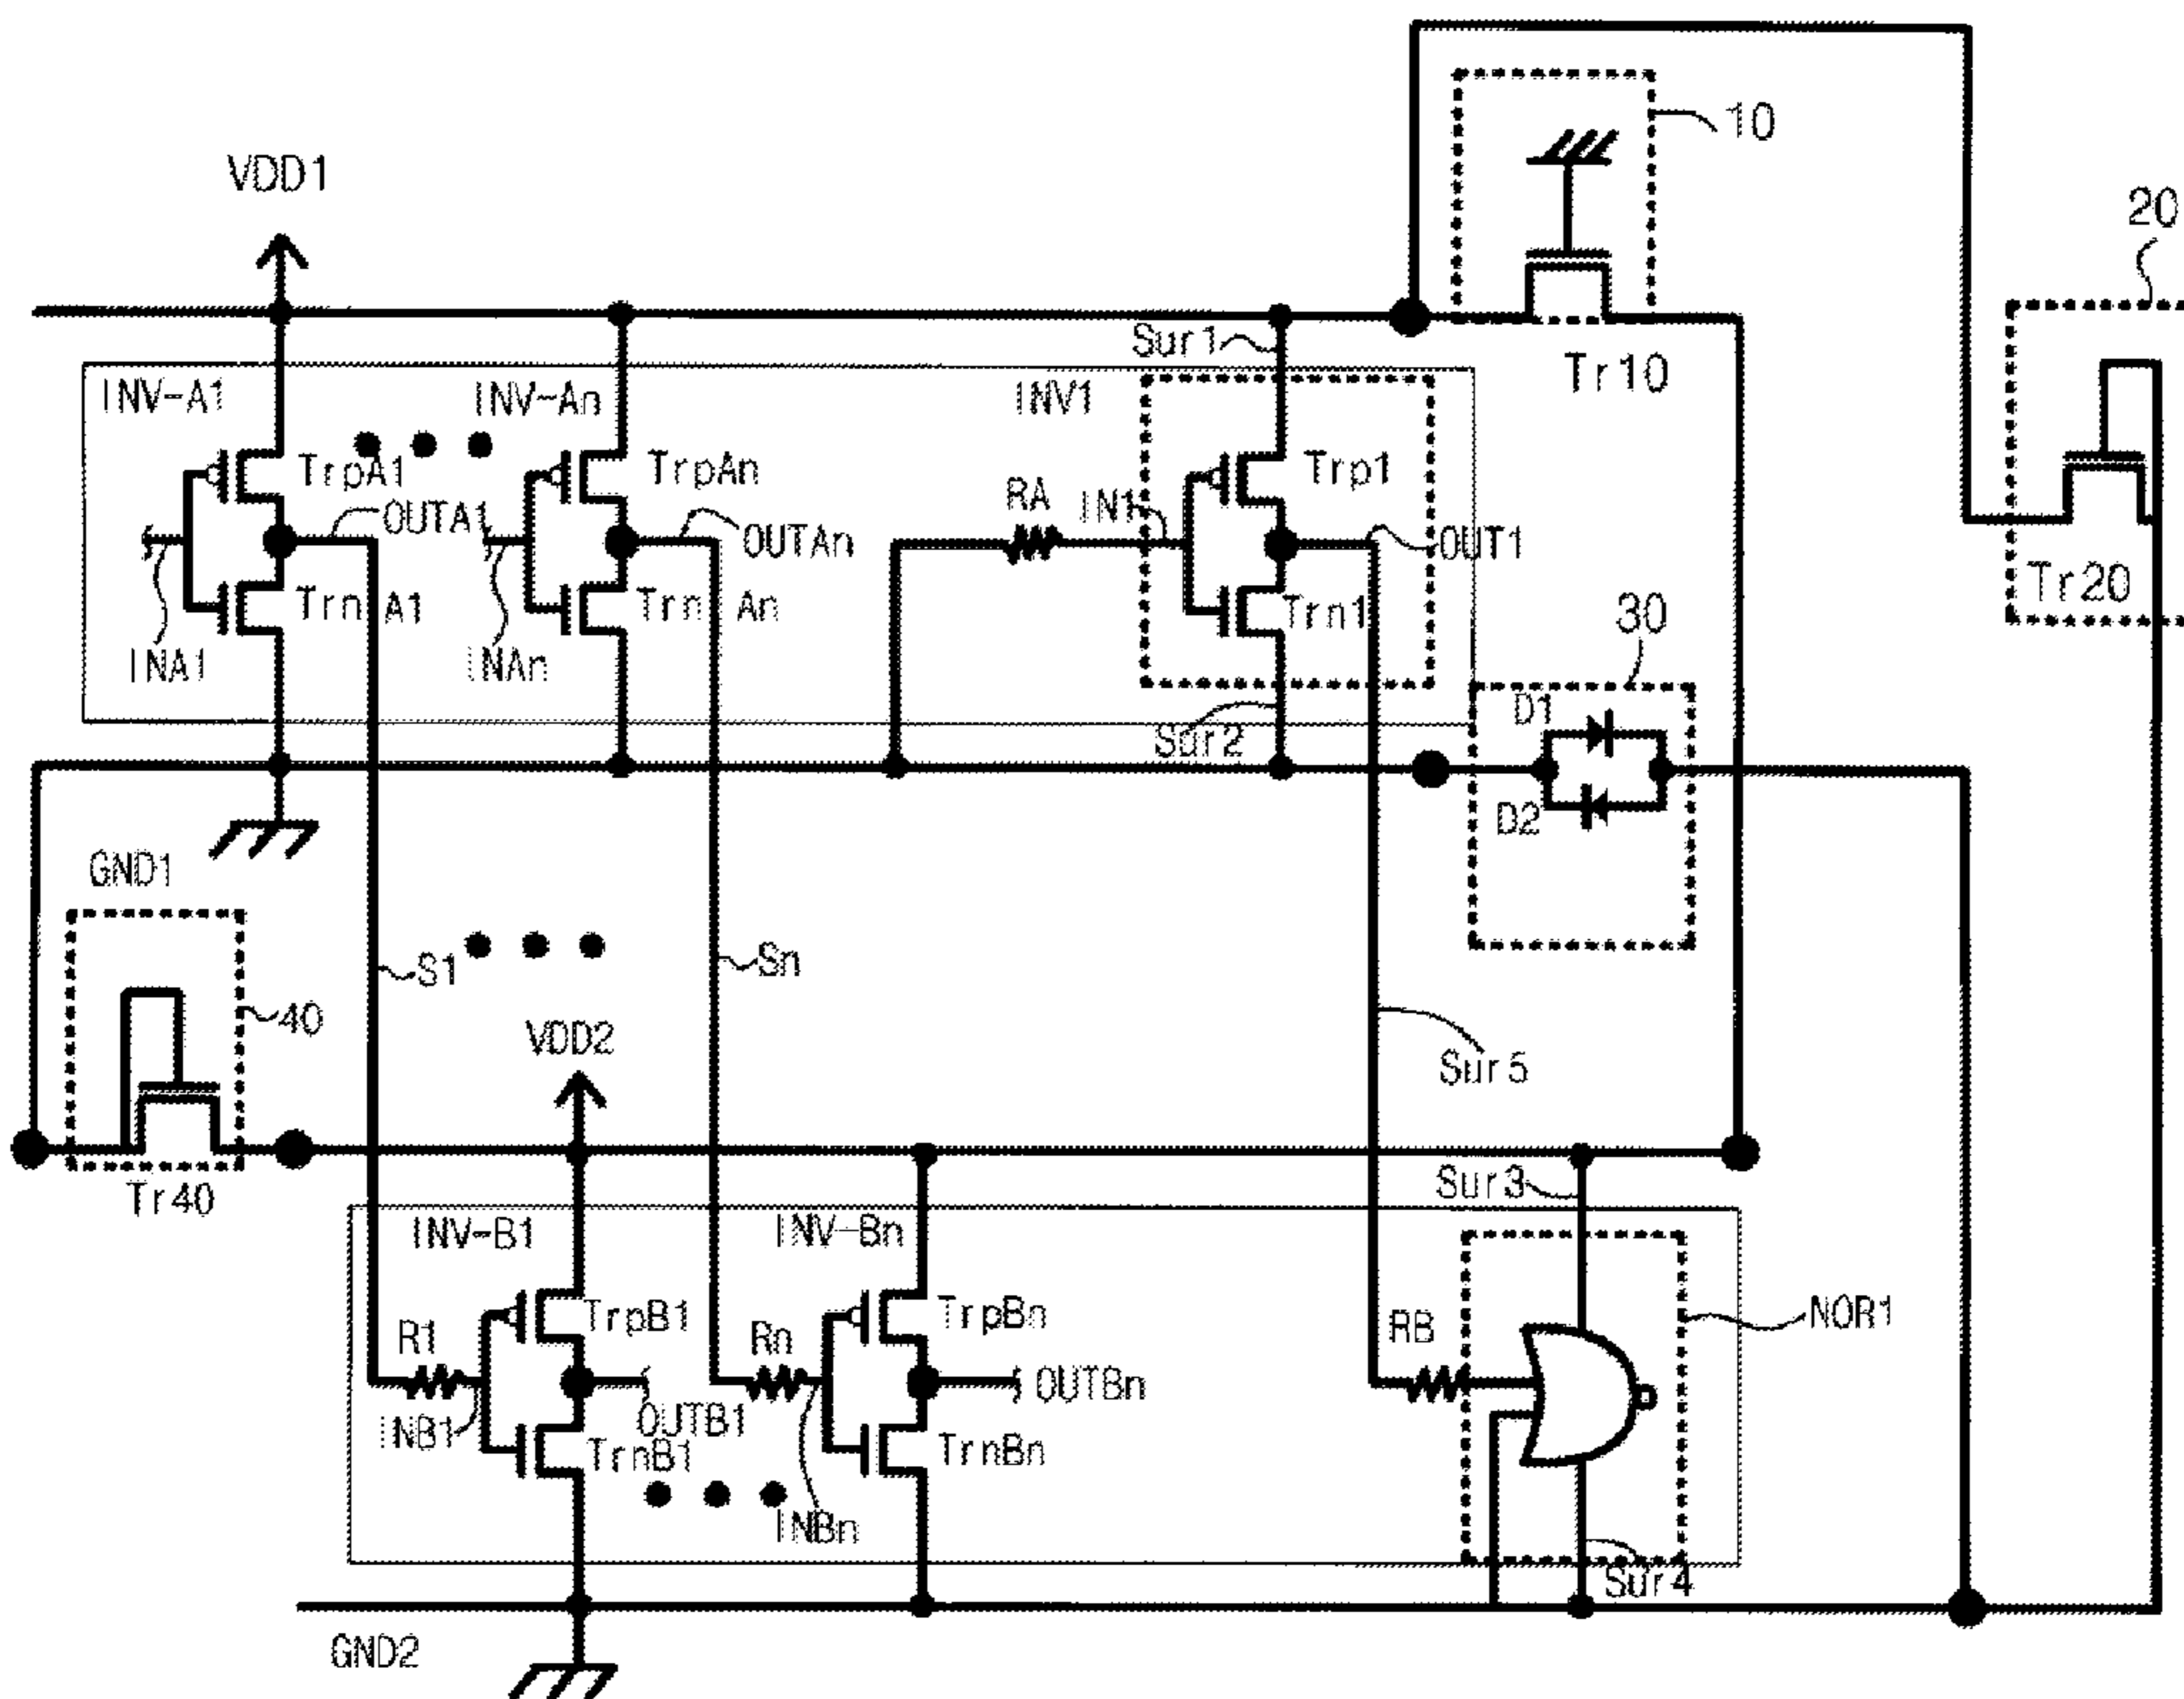 10
VDD1
20
Sur1
Tr10
INV-A1
INV-An
INV1
TrpA1
TrpAn
Trp1
RA
IN1
OUTA1
OUTAn
OUT1
Tr20
TrnA1
TrnAn
Trn1
30
INA1
INAn
D1
Sur2
D2
GND1
S1
Sn
40
VDD2
Sur5
Tr40
Sur3
INV-B1
INV-Bn
TrpB1
TrpBn
NOR1
R1
Rn
RB
OUTBn
INB1
OUTB1
TrnB1
TrnBn
INBn
Sur4
GND2